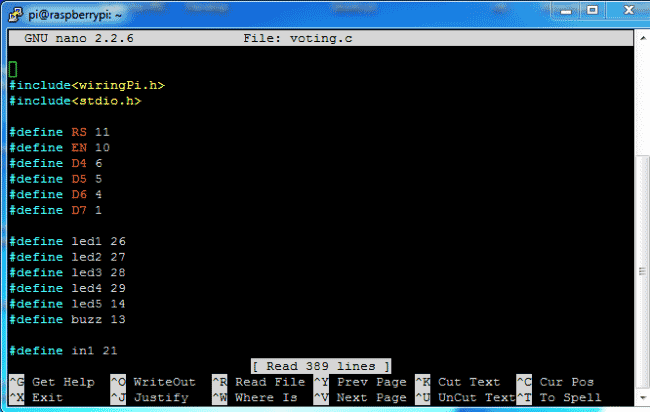 pi@raspberrypi: ~
GNU nano 2.2.6 File: voting.c
#include<wiringPi.h>
#include<stdio.h>
#define RS 11
#define EN 10
#define D4 6
#define D5 5
#define D6 4
#define D7 1
#define led1 26
#define led2 27
#define led3 28
#define led4 29
#define led5 14
#define buzz 13
#define in1 21
[ Read 389 lines ]
^G Get Help ^O WriteOut ^R Read File ^Y Prev Page ^K Cut Text ^C Cur Pos
^X Exit ^J Justify ^W Where Is ^V Next Page ^U UnCut Text ^T To Spell